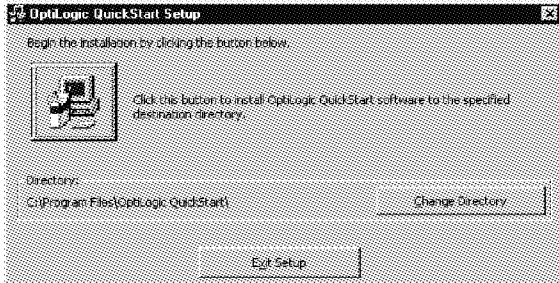 OptiLogic QuickStart Setup
Begin the installation by clicking the button below.
Click this button to install OptiLogic QuickStart software to the specified
destination directory.
Directory:
C:\Program Files\OptiLogic QuickStart\
Change Directory
Exit Setup